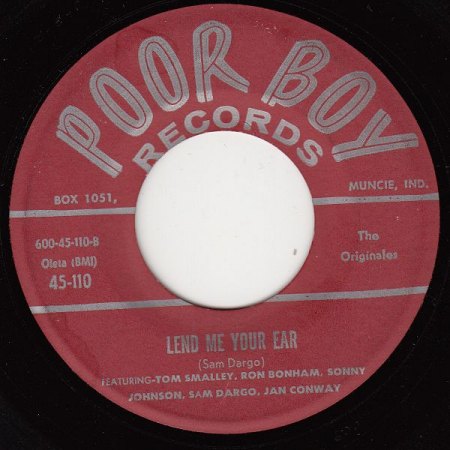 POOR BOY
RECORDS
BOX 1051,
MUNCIE, IND.
600-45-110-B
Oleta (BMI)
45-110
The
Originales
LEND ME YOUR EAR
(Sam Dargo)
FEATURING-TOM SMALLEY, RON BONHAM, SONNY
JOHNSON, SAM DARGO, JAN CONWAY